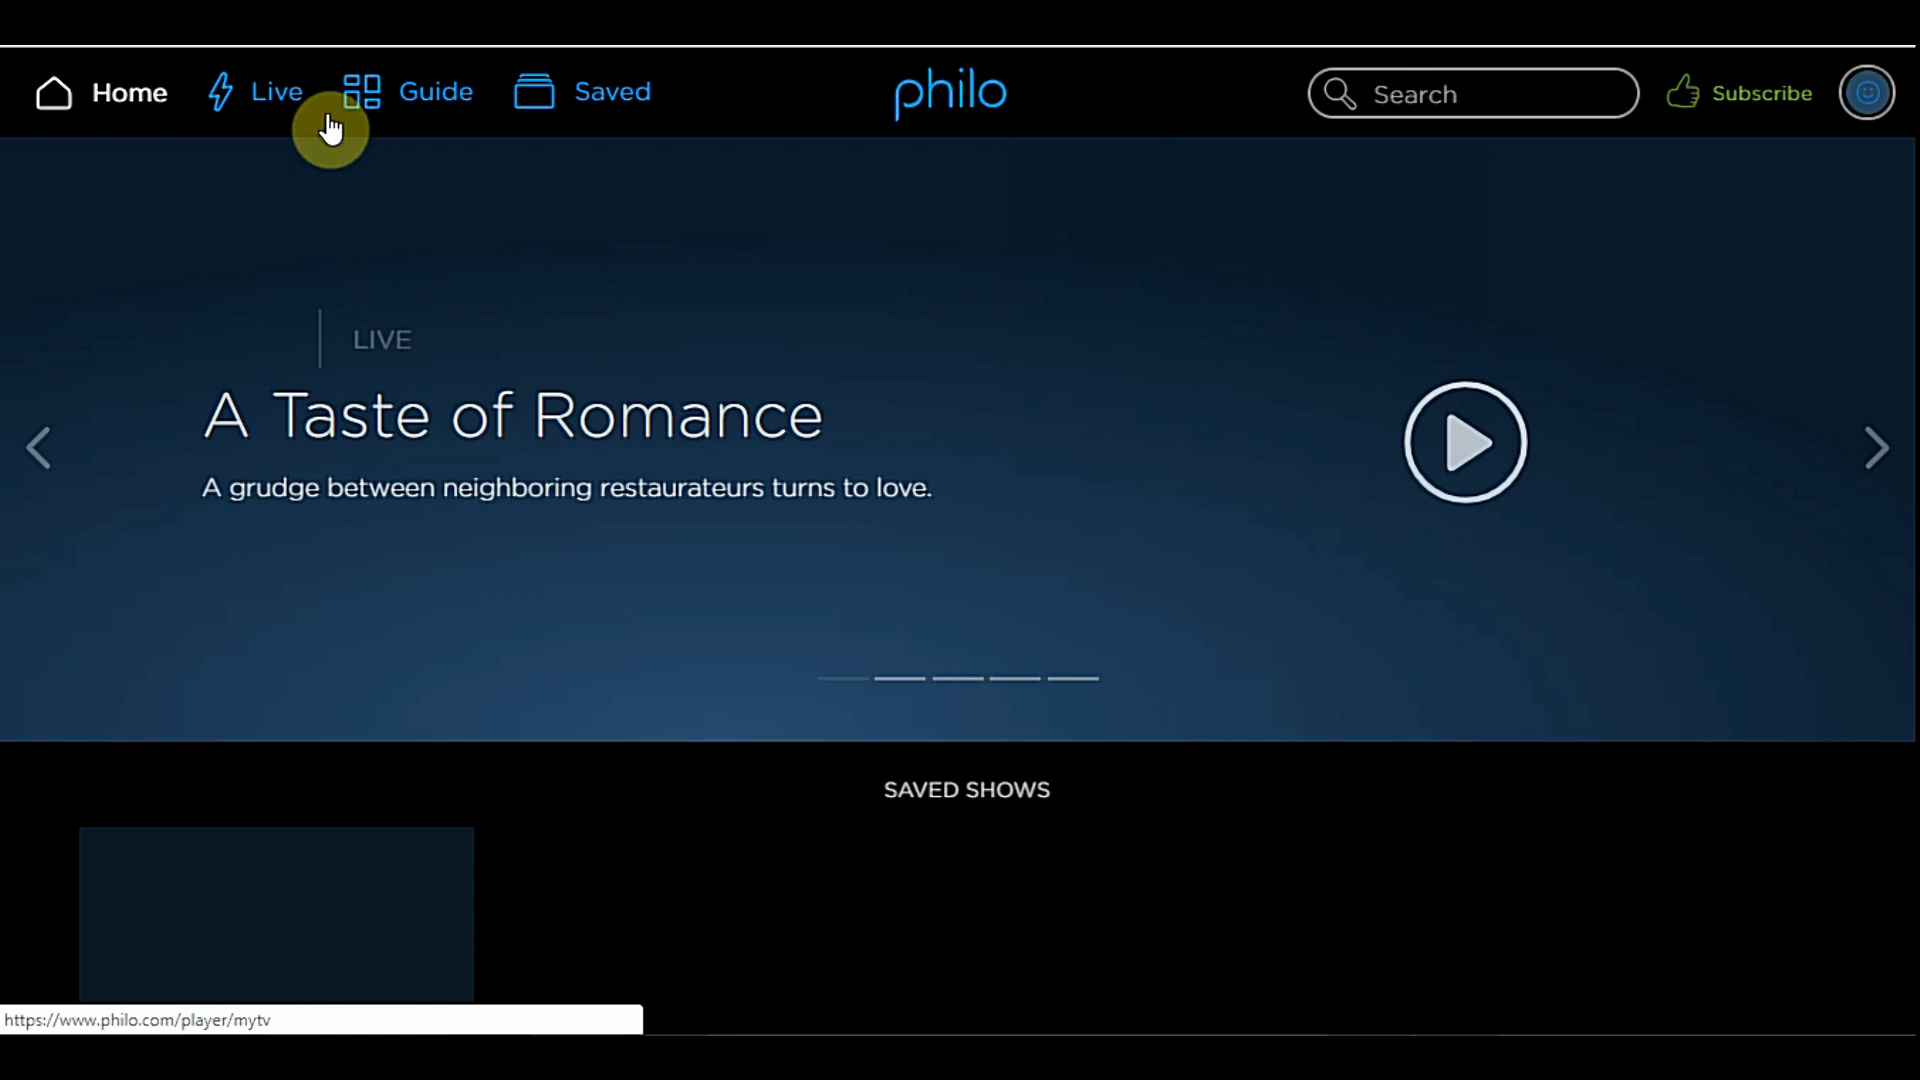 Home Live Guide Saved philo Search Subscribe
LIVE
A Taste of Romance
A grudge between neighboring restaurateurs turns to love.
SAVED SHOWS
https://www.philo.com/player/mytv